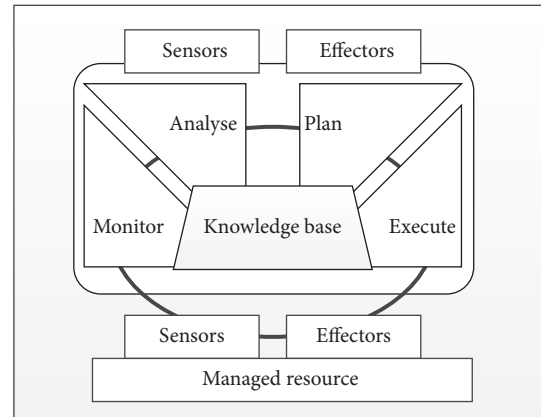 Sensors
Effectors
Analyse
Plan
Monitor
Knowledge base
Execute
Sensors
Effectors
Managed resource